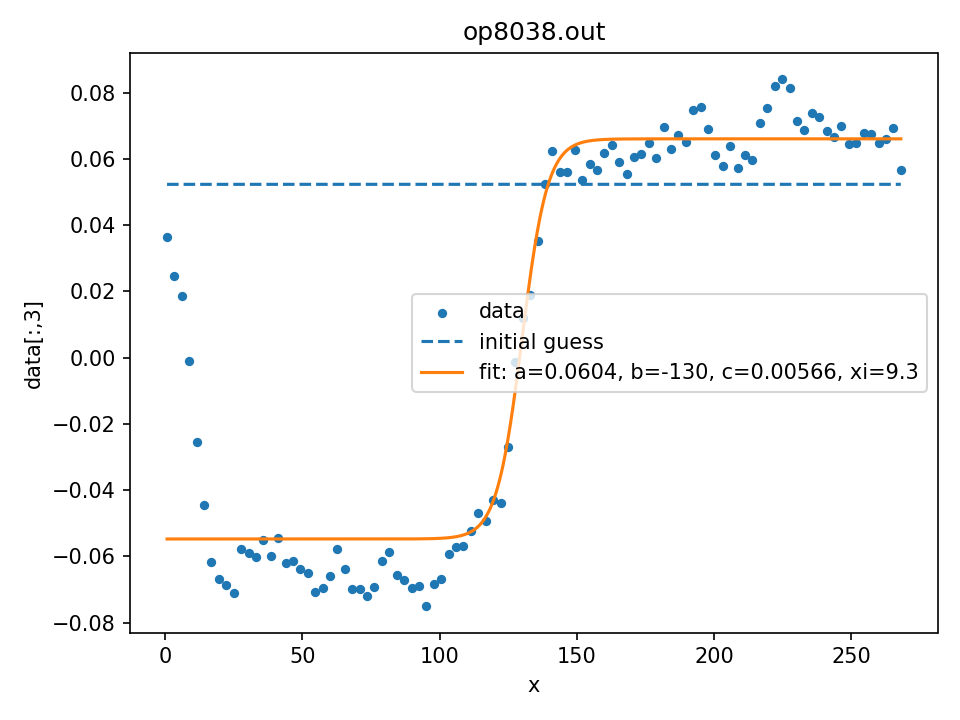 op8038.out
0.08
0.06
0.04
0.02
0.00
−0.02
−0.04
−0.06
−0.08
data[:,3]
data
initial guess
fit: a=0.0604, b=-130, c=0.00566, xi=9.3
0 50 100 150 200 250
x